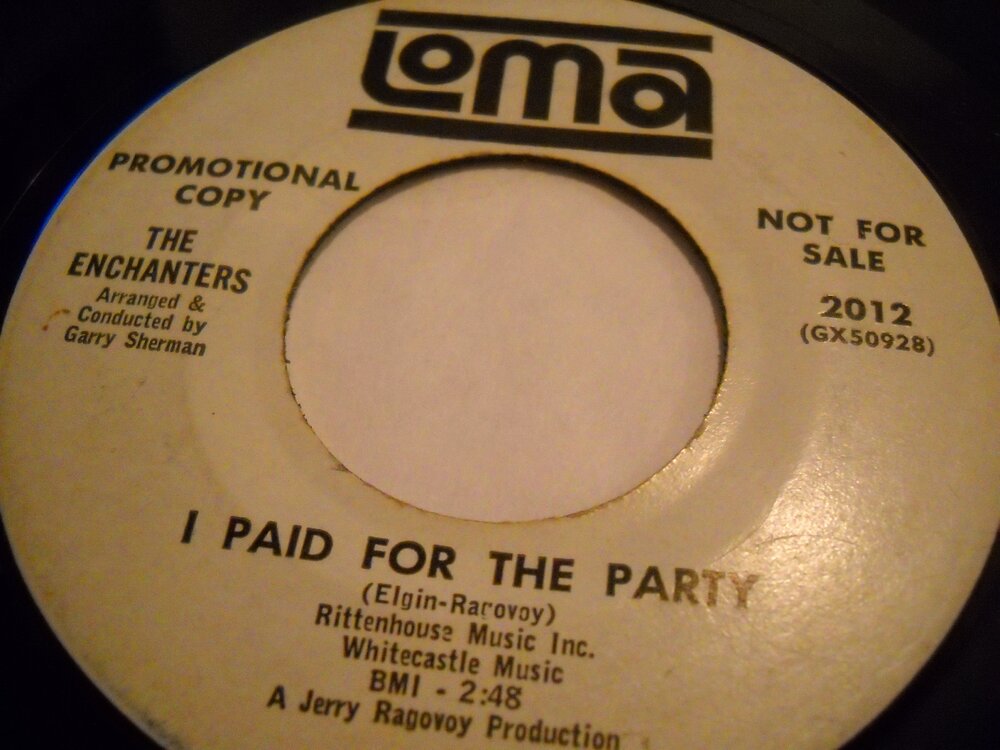 LOMA
PROMOTIONAL
COPY
THE
ENCHANTERS
Arranged &
Conducted by
Garry Sherman
NOT FOR
SALE
2012
(GX50928)
I PAID FOR THE PARTY
(Elgin-Ragovoy)
Rittenhouse Music Inc.
Whitecastle Music
BMI - 2:48
A Jerry Ragovoy Production